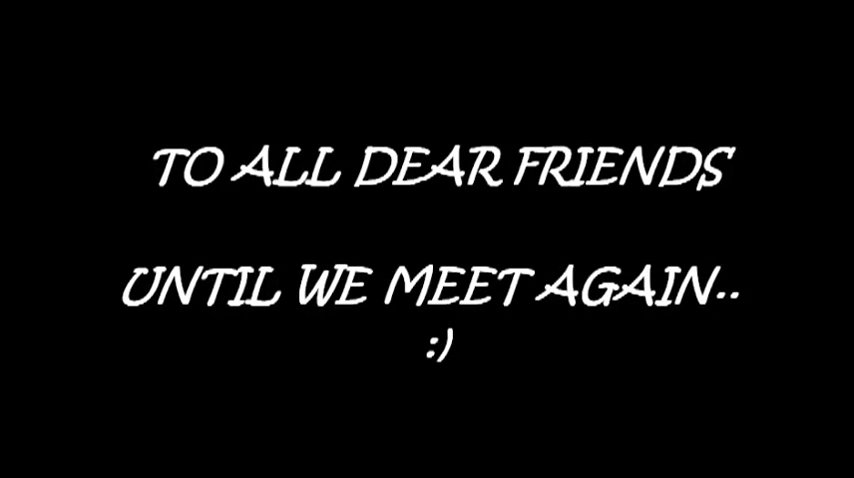 TO ALL DEAR FRIENDS
UNTIL WE MEET AGAIN..
:)